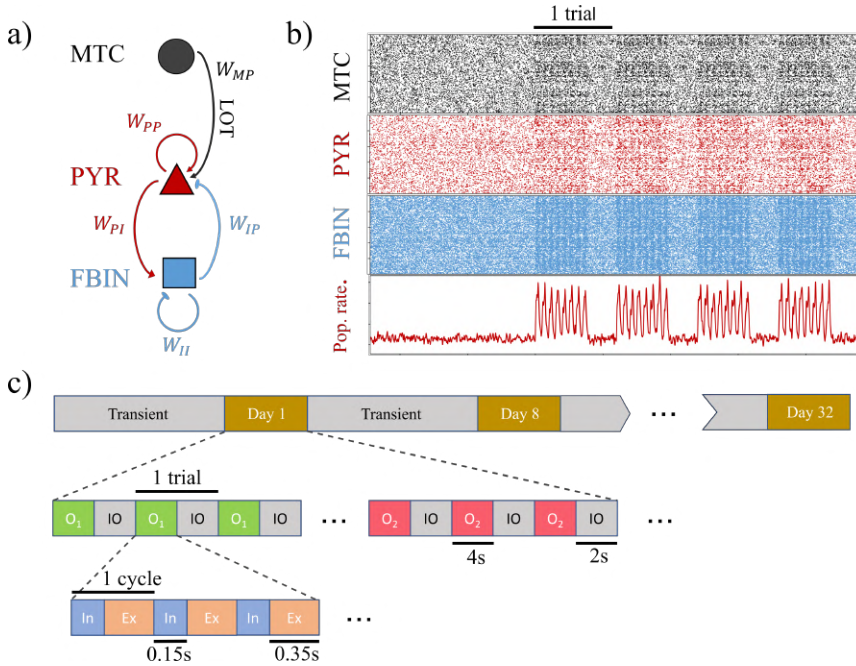 a)
MTC
W_MP
LOT
W_PP
PYR
W_PI
W_IP
FBIN
W_II
b)
1 trial
MTC
PYR
FBIN
Pop. rate.
c)
Transient
Day 1
Transient
Day 8
...
Day 32
1 trial
O₁
IO
O₁
IO
O₁
IO
...
O₂
IO
O₂
IO
O₂
IO
...
4s
2s
1 cycle
In
Ex
In
Ex
In
Ex
...
0.15s
0.35s